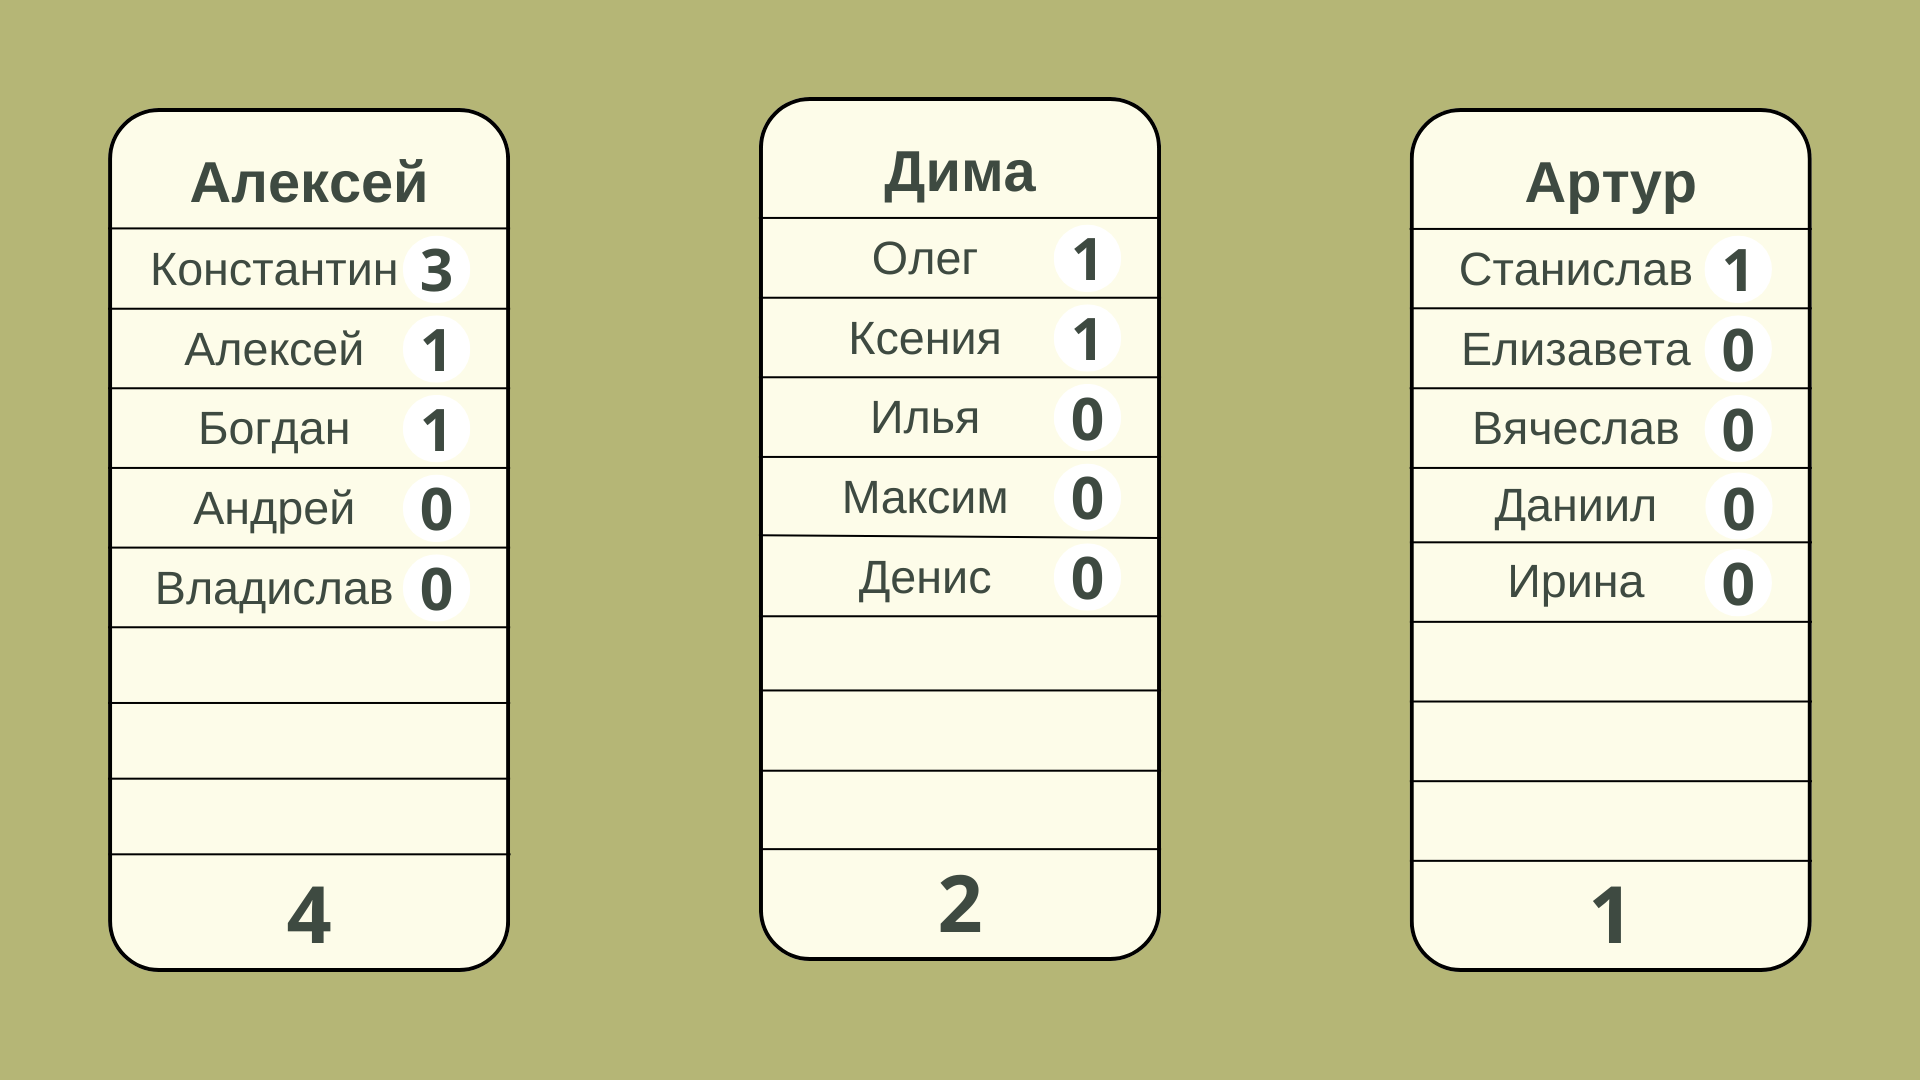 Алексей
Константин 3
Алексей 1
Богдан 1
Андрей 0
Владислав 0
4
Дима
Олег 1
Ксения 1
Илья 0
Максим 0
Денис 0
2
Артур
Станислав 1
Елизавета 0
Вячеслав 0
Даниил 0
Ирина 0
1